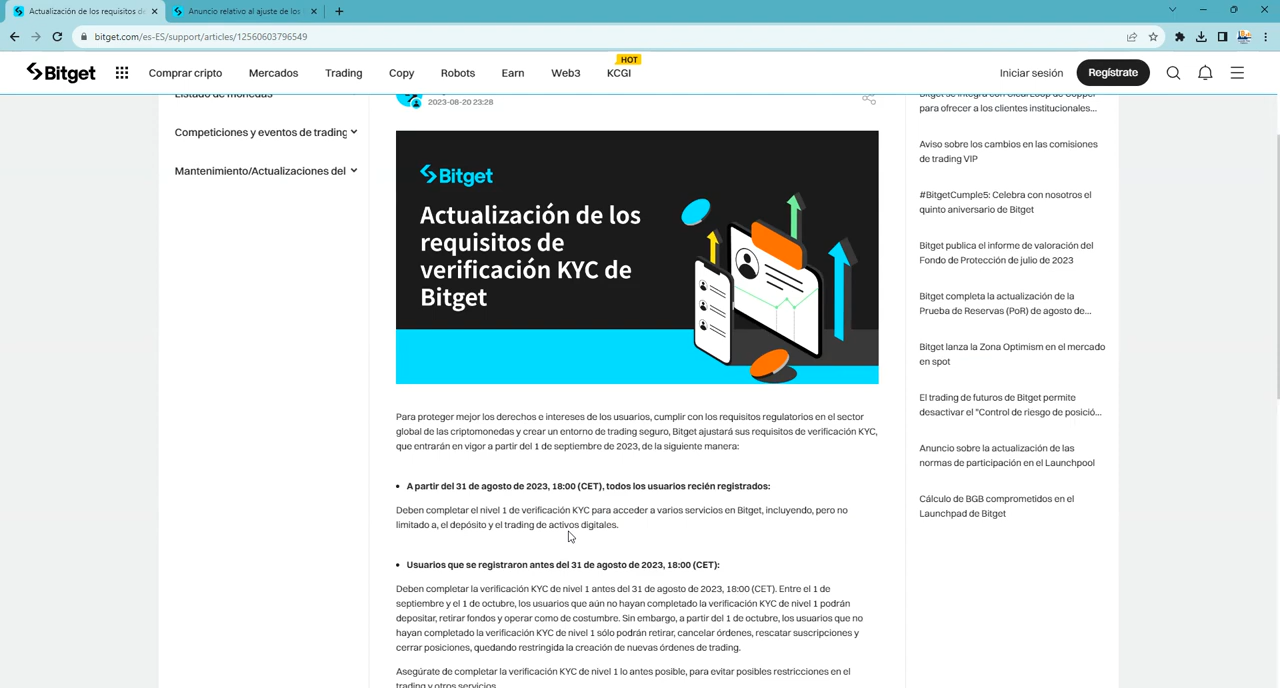 Actualización de los requisitos de
Anuncio relativo al ajuste de los
bitget.com/es-ES/support/articles/12560603796549
Bitget
Comprar cripto
Mercados
Trading
Copy
Robots
Earn
Web3
HOT
KCGI
Iniciar sesión
Regístrate
Listado de monedas
Competiciones y eventos de trading
Mantenimiento/Actualizaciones del
2023-08-20 23:28
Bitget
Actualización de los
requisitos de
verificación KYC de
Bitget
Para proteger mejor los derechos e intereses de los usuarios, cumplir con los requisitos regulatorios en el sector
global de las criptomonedas y crear un entorno de trading seguro, Bitget ajustará sus requisitos de verificación KYC,
que entrarán en vigor a partir del 1 de septiembre de 2023, de la siguiente manera:
• A partir del 31 de agosto de 2023, 18:00 (CET), todos los usuarios recién registrados:
Deben completar el nivel 1 de verificación KYC para acceder a varios servicios en Bitget, incluyendo, pero no
limitado a, el depósito y el trading de activos digitales.
• Usuarios que se registraron antes del 31 de agosto de 2023, 18:00 (CET):
Deben completar la verificación KYC de nivel 1 antes del 31 de agosto de 2023, 18:00 (CET). Entre el 1 de
septiembre y el 1 de octubre, los usuarios que aún no hayan completado la verificación KYC de nivel 1 podrán
depositar, retirar fondos y operar como de costumbre. Sin embargo, a partir del 1 de octubre, los usuarios que no
hayan completado la verificación KYC de nivel 1 sólo podrán retirar, cancelar órdenes, rescatar suscripciones y
cerrar posiciones, quedando restringida la creación de nuevas órdenes de trading.
Asegúrate de completar la verificación KYC de nivel 1 lo antes posible, para evitar posibles restricciones en el
trading y otros servicios.
Bitget se integra con ClearLoop de Copper
para ofrecer a los clientes institucionales...
Aviso sobre los cambios en las comisiones
de trading VIP
#BitgetCumple5: Celebra con nosotros el
quinto aniversario de Bitget
Bitget publica el informe de valoración del
Fondo de Protección de julio de 2023
Bitget completa la actualización de la
Prueba de Reservas (PoR) de agosto de...
Bitget lanza la Zona Optimism en el mercado
en spot
El trading de futuros de Bitget permite
desactivar el "Control de riesgo de posició...
Anuncio sobre la actualización de las
normas de participación en el Launchpool
Cálculo de BGB comprometidos en el
Launchpad de Bitget